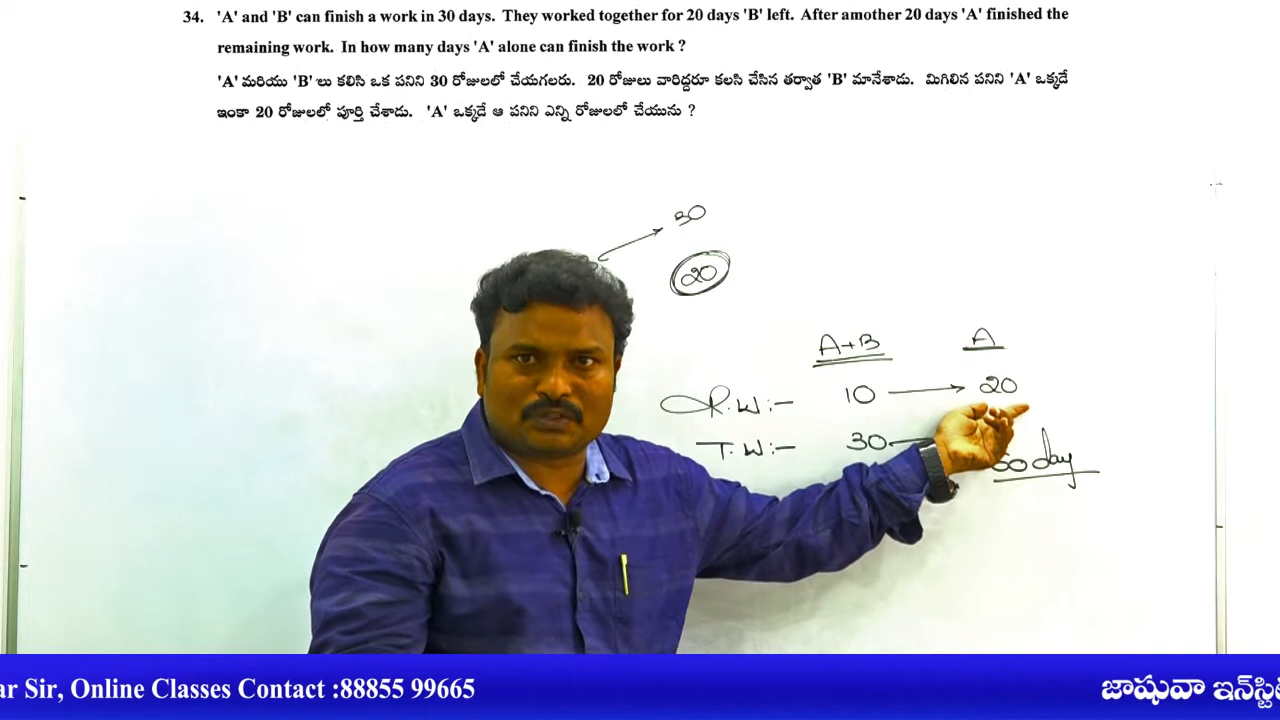 34. 'A' and 'B' can finish a work in 30 days. They worked together for 20 days 'B' left. After amother 20 days 'A' finished the
remaining work. In how many days 'A' alone can finish the work ?
'A' మరియు 'B' లు కలిసి ఒక పనిని 30 రోజులలో చేయగలరు. 20 రోజులు వారిద్దరూ కలసి చేసిన తర్వాత 'B' మానేశాడు. మిగిలిన పనిని 'A' ఒక్కడే
ఇంకా 20 రోజులలో పూర్తి చేశాడు. 'A' ఒక్కడే ఆ పనిని ఎన్ని రోజులలో చేయును ?
30
20
A+B A
R.W:- 10 20
T.W:- 30 60 day
ar Sir, Online Classes Contact :88855 99665
జాషువా